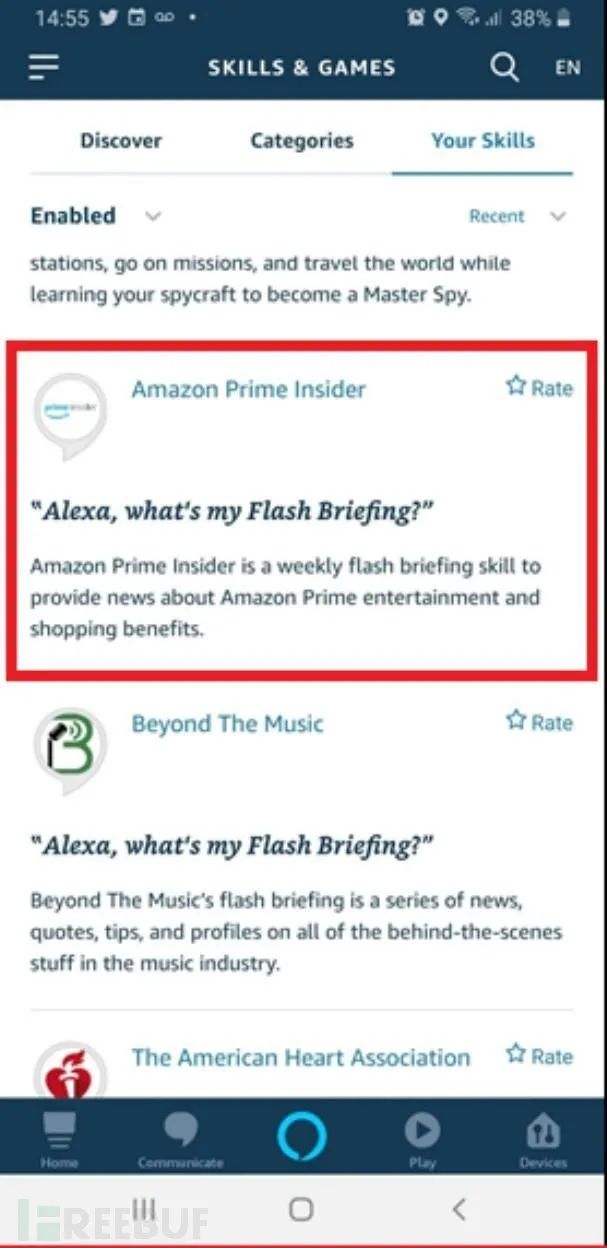 14:55
38%
SKILLS & GAMES
EN
Discover
Categories
Your Skills
Enabled
Recent
stations, go on missions, and travel the world while
learning your spycraft to become a Master Spy.
Amazon Prime Insider
Rate
prime insider
"Alexa, what's my Flash Briefing?"
Amazon Prime Insider is a weekly flash briefing skill to
provide news about Amazon Prime entertainment and
shopping benefits.
Beyond The Music
Rate
B
"Alexa, what's my Flash Briefing?"
Beyond The Music's flash briefing is a series of news,
quotes, tips, and profiles on all of the behind-the-scenes
stuff in the music industry.
The American Heart Association
Rate
Home
Communicate
Play
Devices
FREEBUF